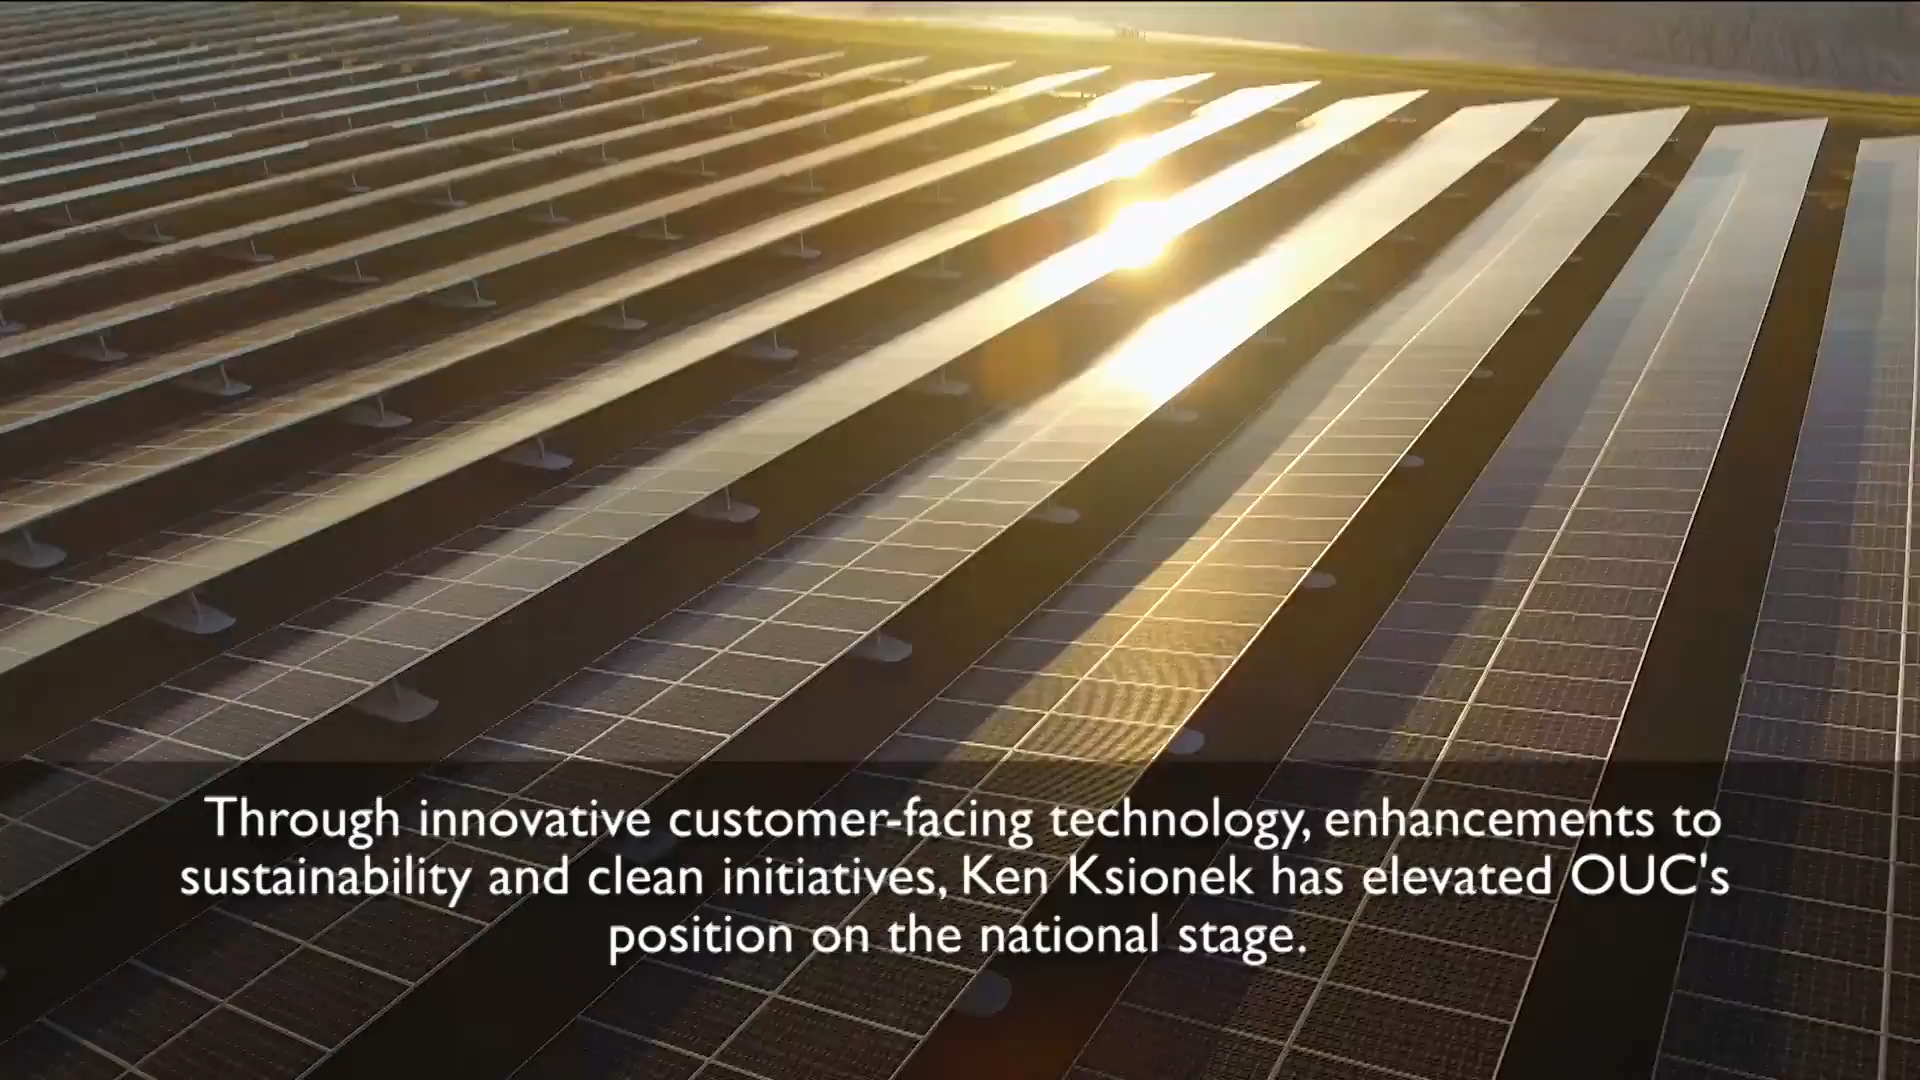 Through innovative customer-facing technology, enhancements to
sustainability and clean initiatives, Ken Ksionek has elevated OUC's
position on the national stage.